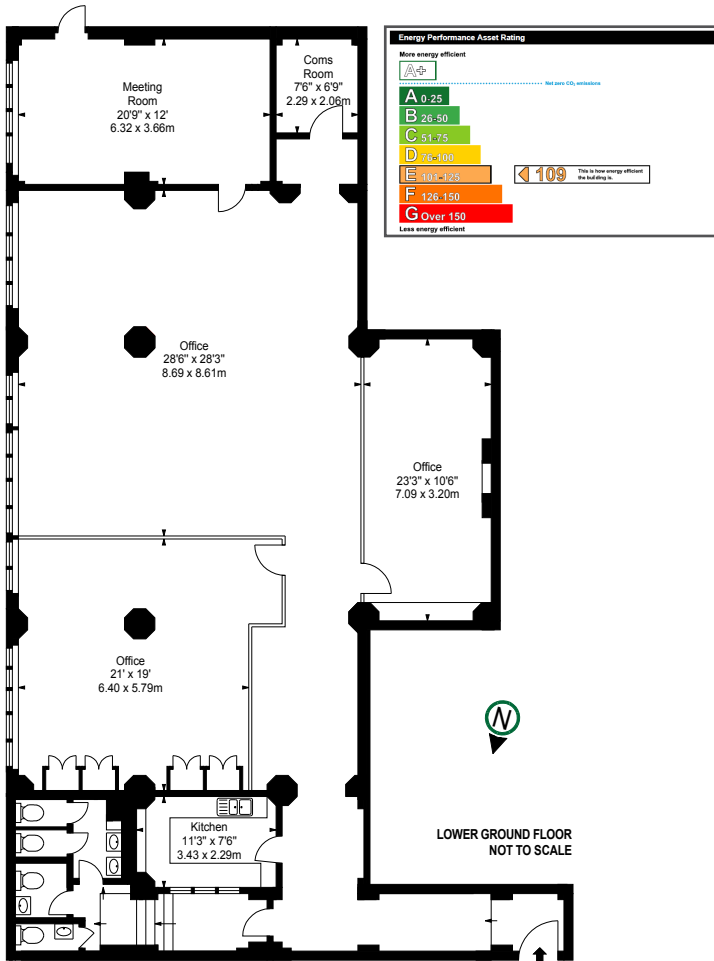 Meeting
Room
20'9" x 12'
6.32 x 3.66m
Coms
Room
7'6" x 6'9"
2.29 x 2.06m
Energy Performance Asset Rating
More energy efficient
A+
Net zero CO₂ emissions
A 0-25
B 26-50
C 51-75
D 76-100
E 101-125
109
This is how energy efficient
the building is.
F 126-150
G Over 150
Less energy efficient
Office
28'6" x 28'3"
8.69 x 8.61m
Office
23'3" x 10'6"
7.09 x 3.20m
Office
21' x 19'
6.40 x 5.79m
N
Kitchen
11'3" x 7'6"
3.43 x 2.29m
LOWER GROUND FLOOR
NOT TO SCALE